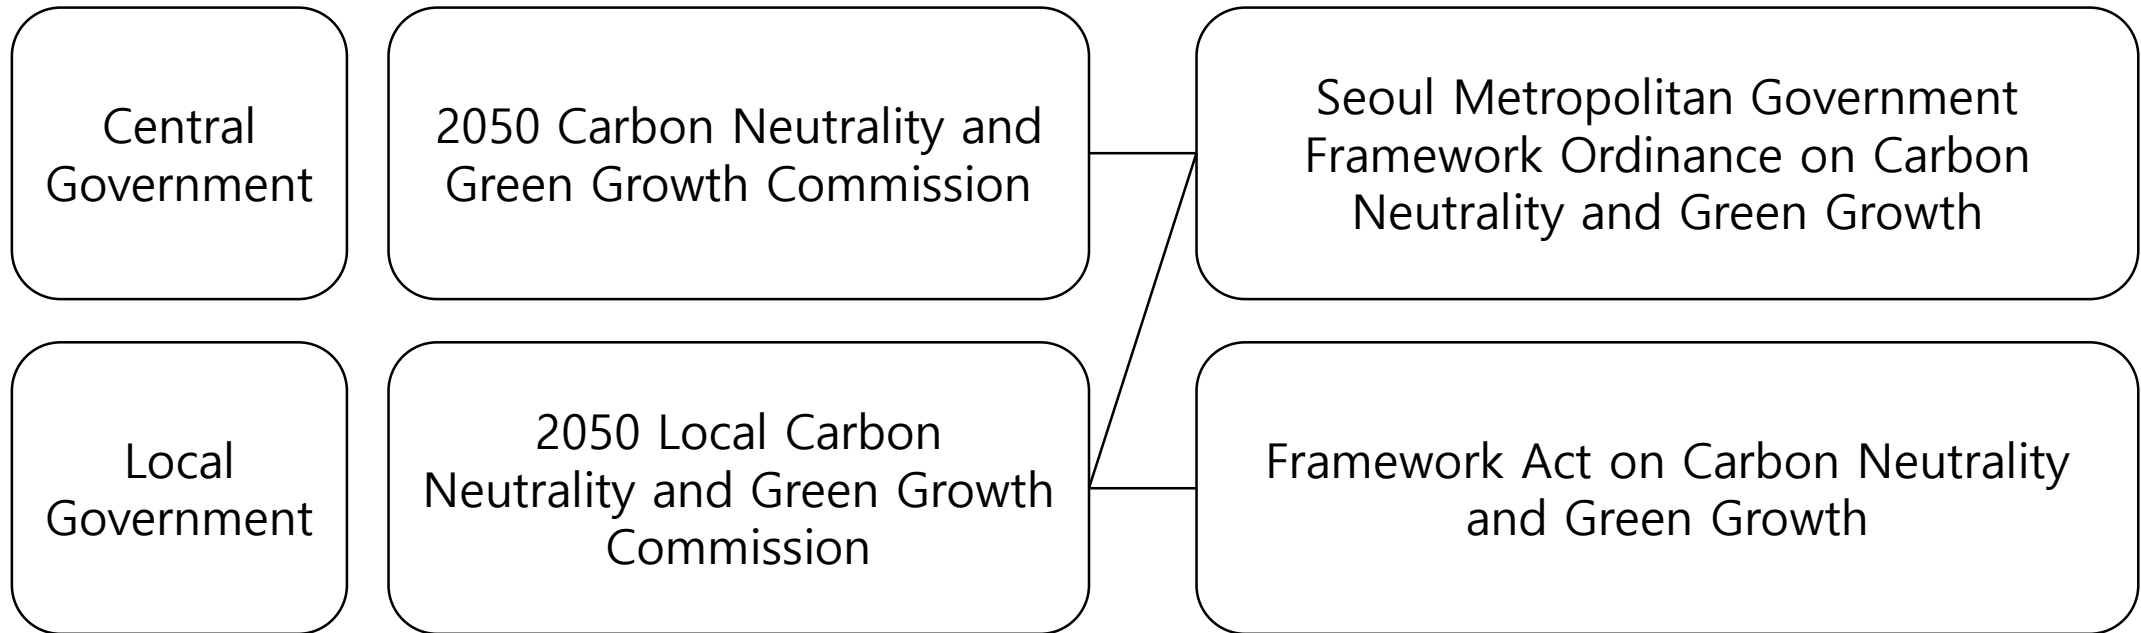 Central
Government
2050 Carbon Neutrality and
Green Growth Commission
Seoul Metropolitan Government
Framework Ordinance on Carbon
Neutrality and Green Growth
Local
Government
2050 Local Carbon
Neutrality and Green Growth
Commission
Framework Act on Carbon Neutrality
and Green Growth